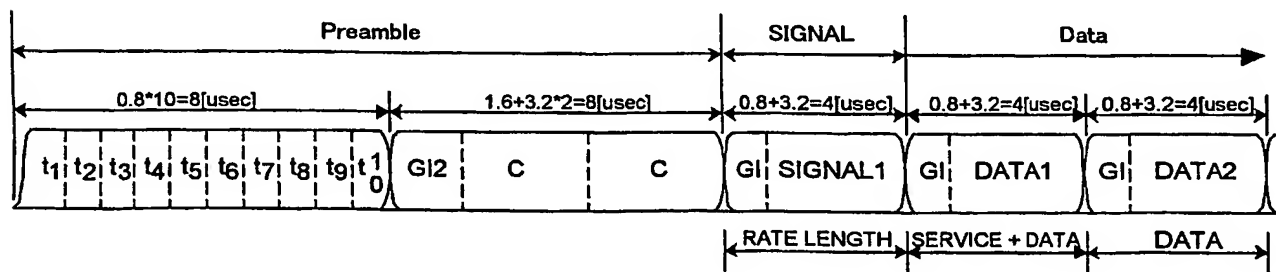 Preamble SIGNAL Data
0.8*10=8[usec] 1.6+3.2*2=8[usec] 0.8+3.2=4[usec] 0.8+3.2=4[usec] 0.8+3.2=4[usec]
t1 t2 t3 t4 t5 t6 t7 t8 t9 t10 GI2 C C GI SIGNAL1 GI DATA1 GI DATA2
RATE LENGTH SERVICE + DATA DATA